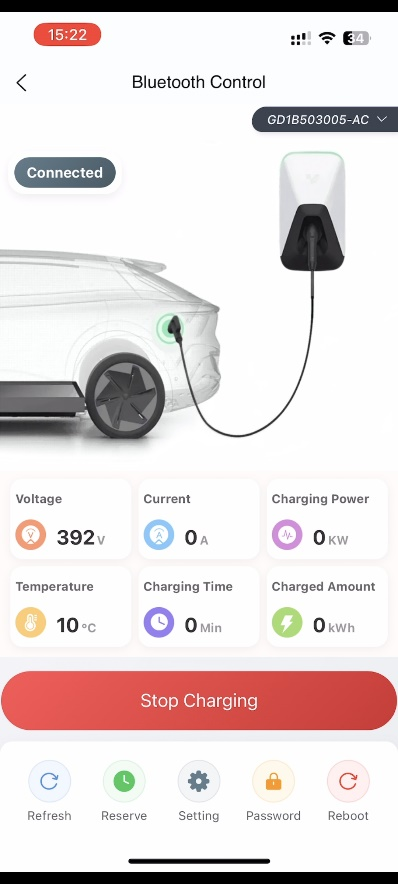 15:22
34
Bluetooth Control
GD1B503005-AC
Connected
Voltage
Current
Charging Power
V
392 V
A
0 A
0 KW
Temperature
Charging Time
Charged Amount
10 °C
0 Min
0 kWh
Stop Charging
Refresh
Reserve
Setting
Password
Reboot